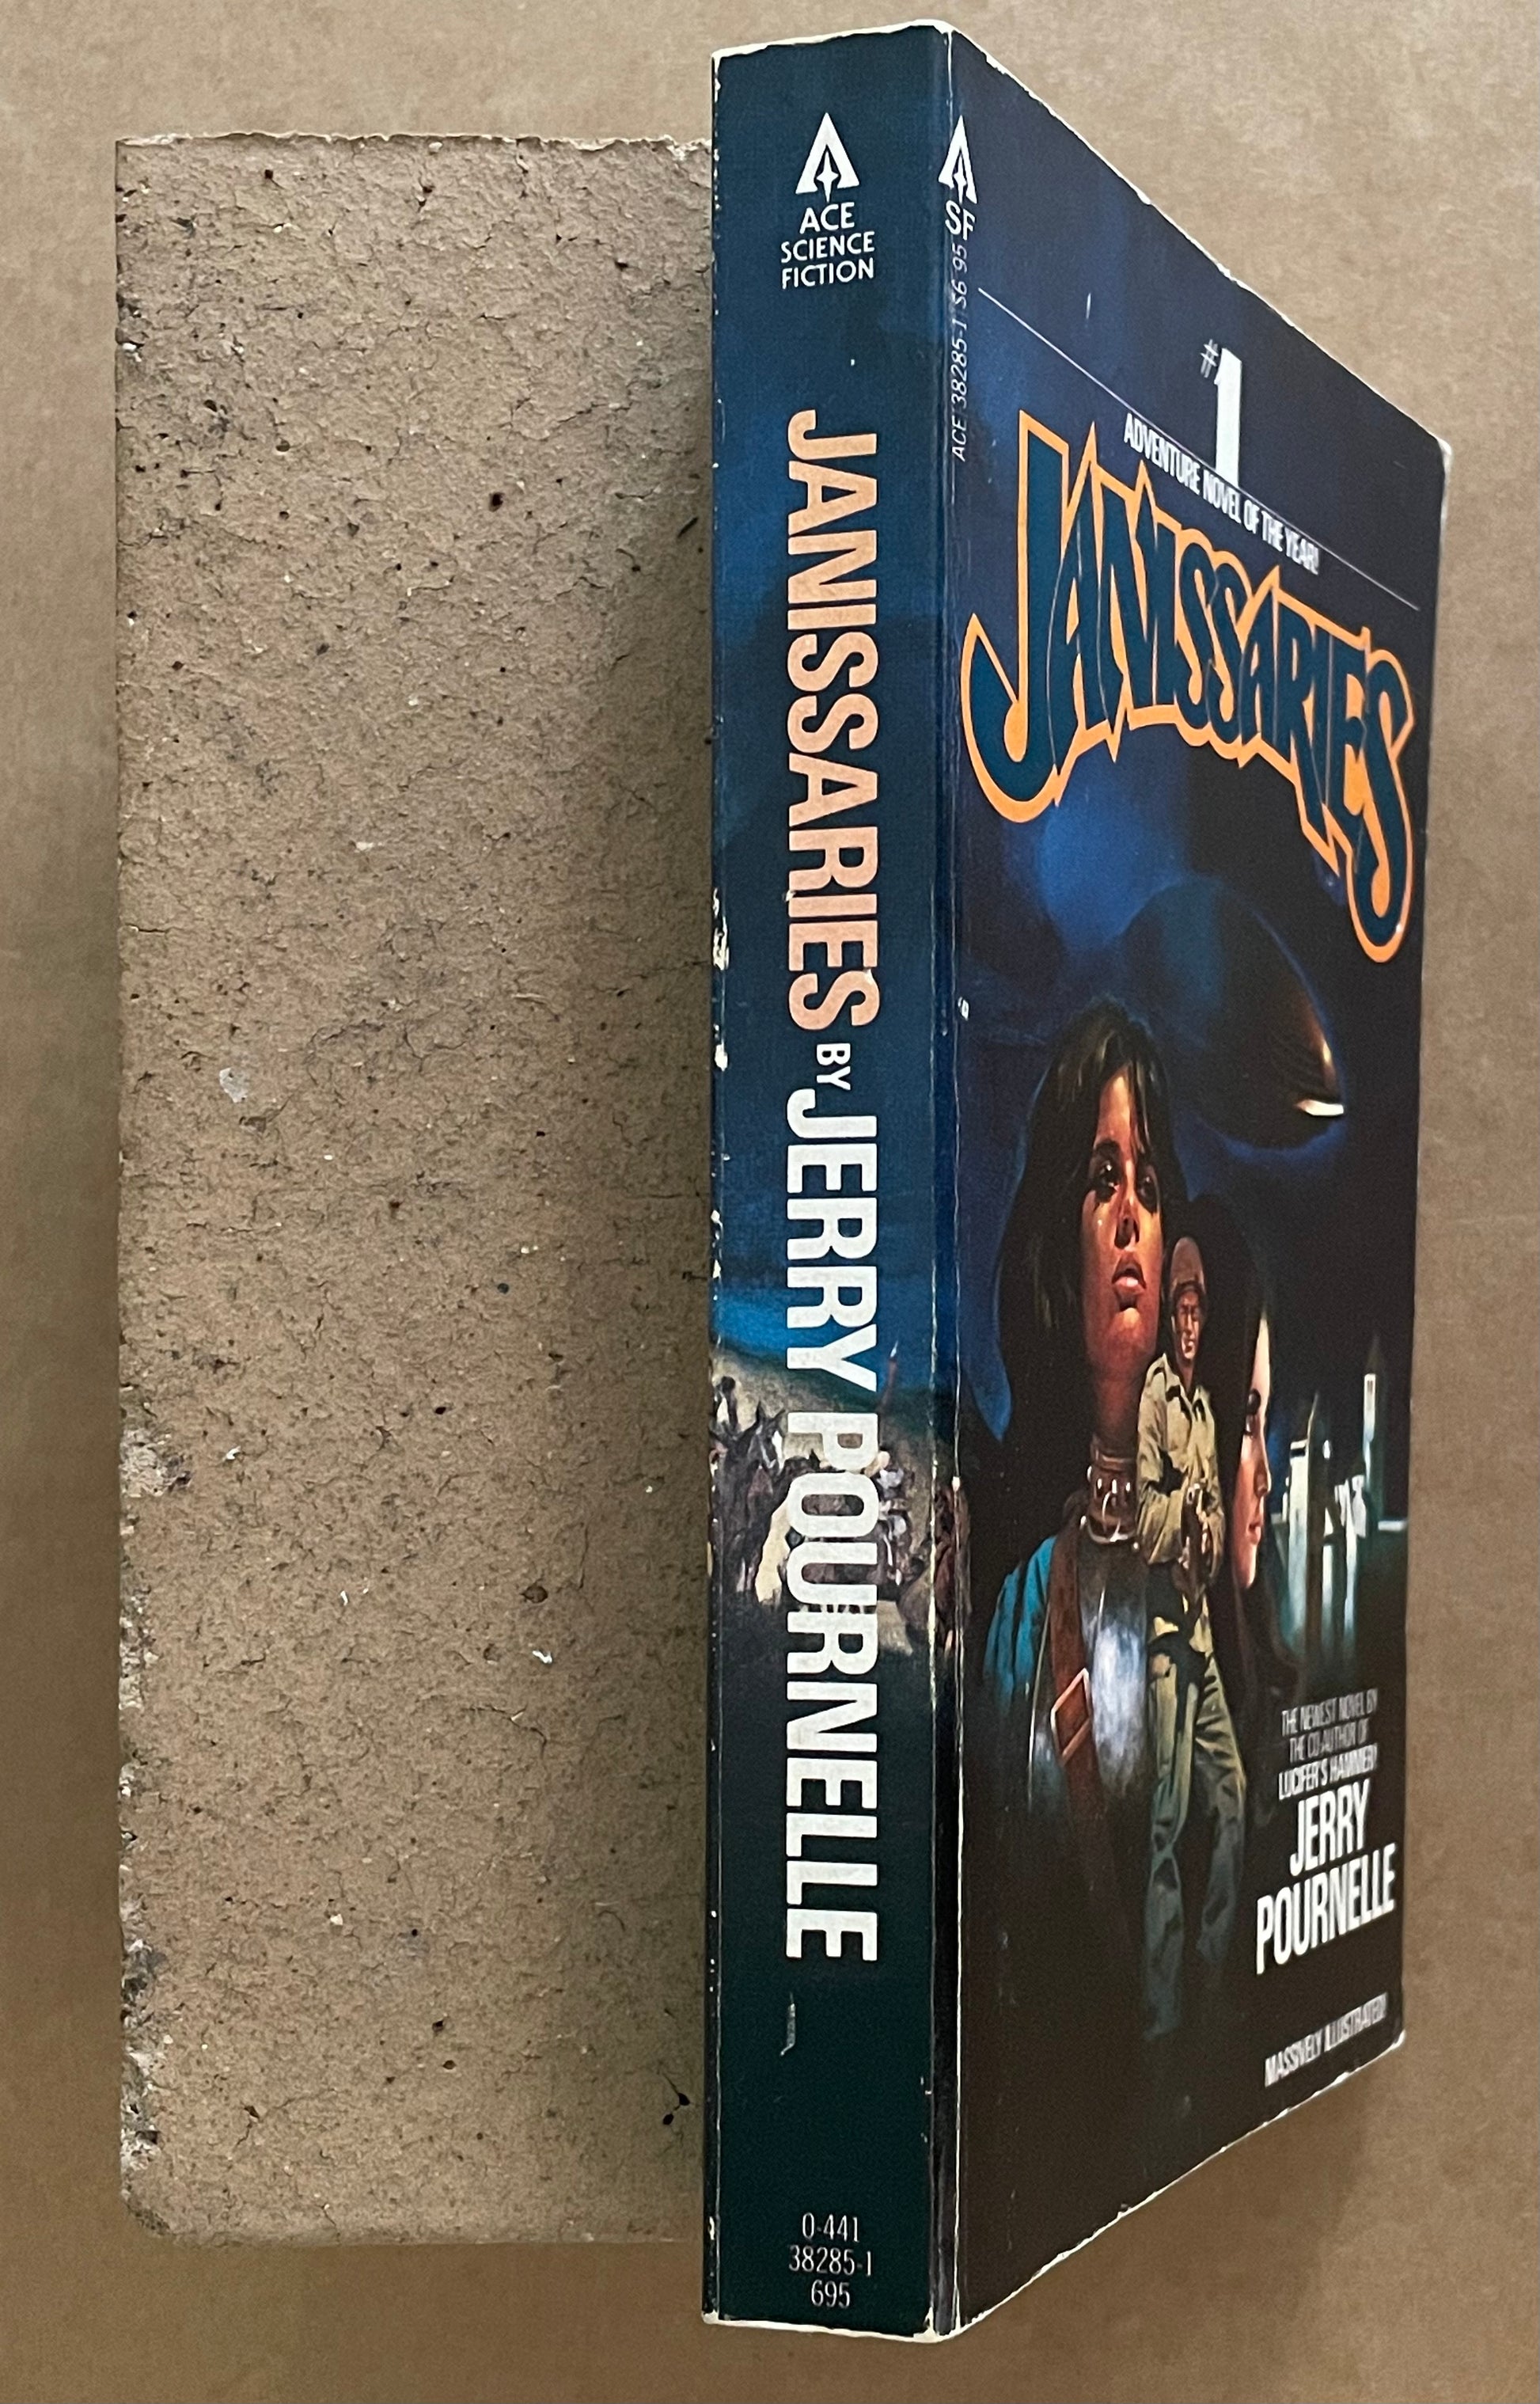 ACE
SCIENCE
FICTION
JANISSARIES BY JERRY POURNELLE
0-441
38285-1
695
SF
ACE 38285-1 $6.95
#1
ADVENTURE NOVEL OF THE YEAR!
JANISSARIES
THE NEWEST NOVEL BY
THE CO-AUTHOR OF
LUCIFER'S HAMMER!
JERRY
POURNELLE
MASSIVELY ILLUSTRATED!